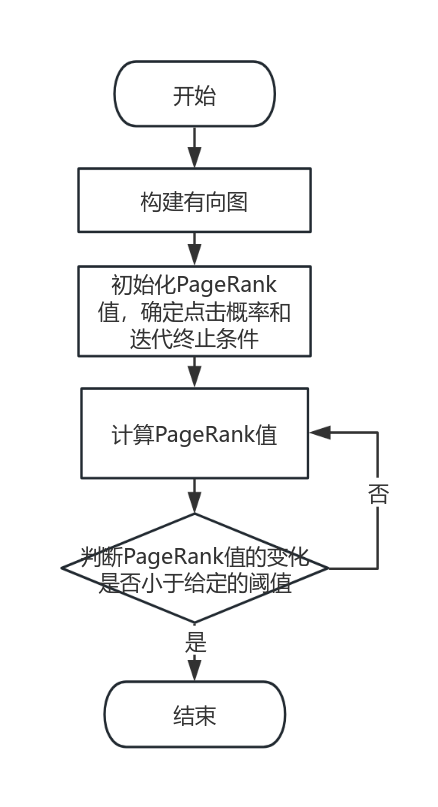 开始
构建有向图
初始化PageRank
值，确定点击概率和
迭代终止条件
计算PageRank值
否
判断PageRank值的变化
是否小于给定的阈值
是
结束